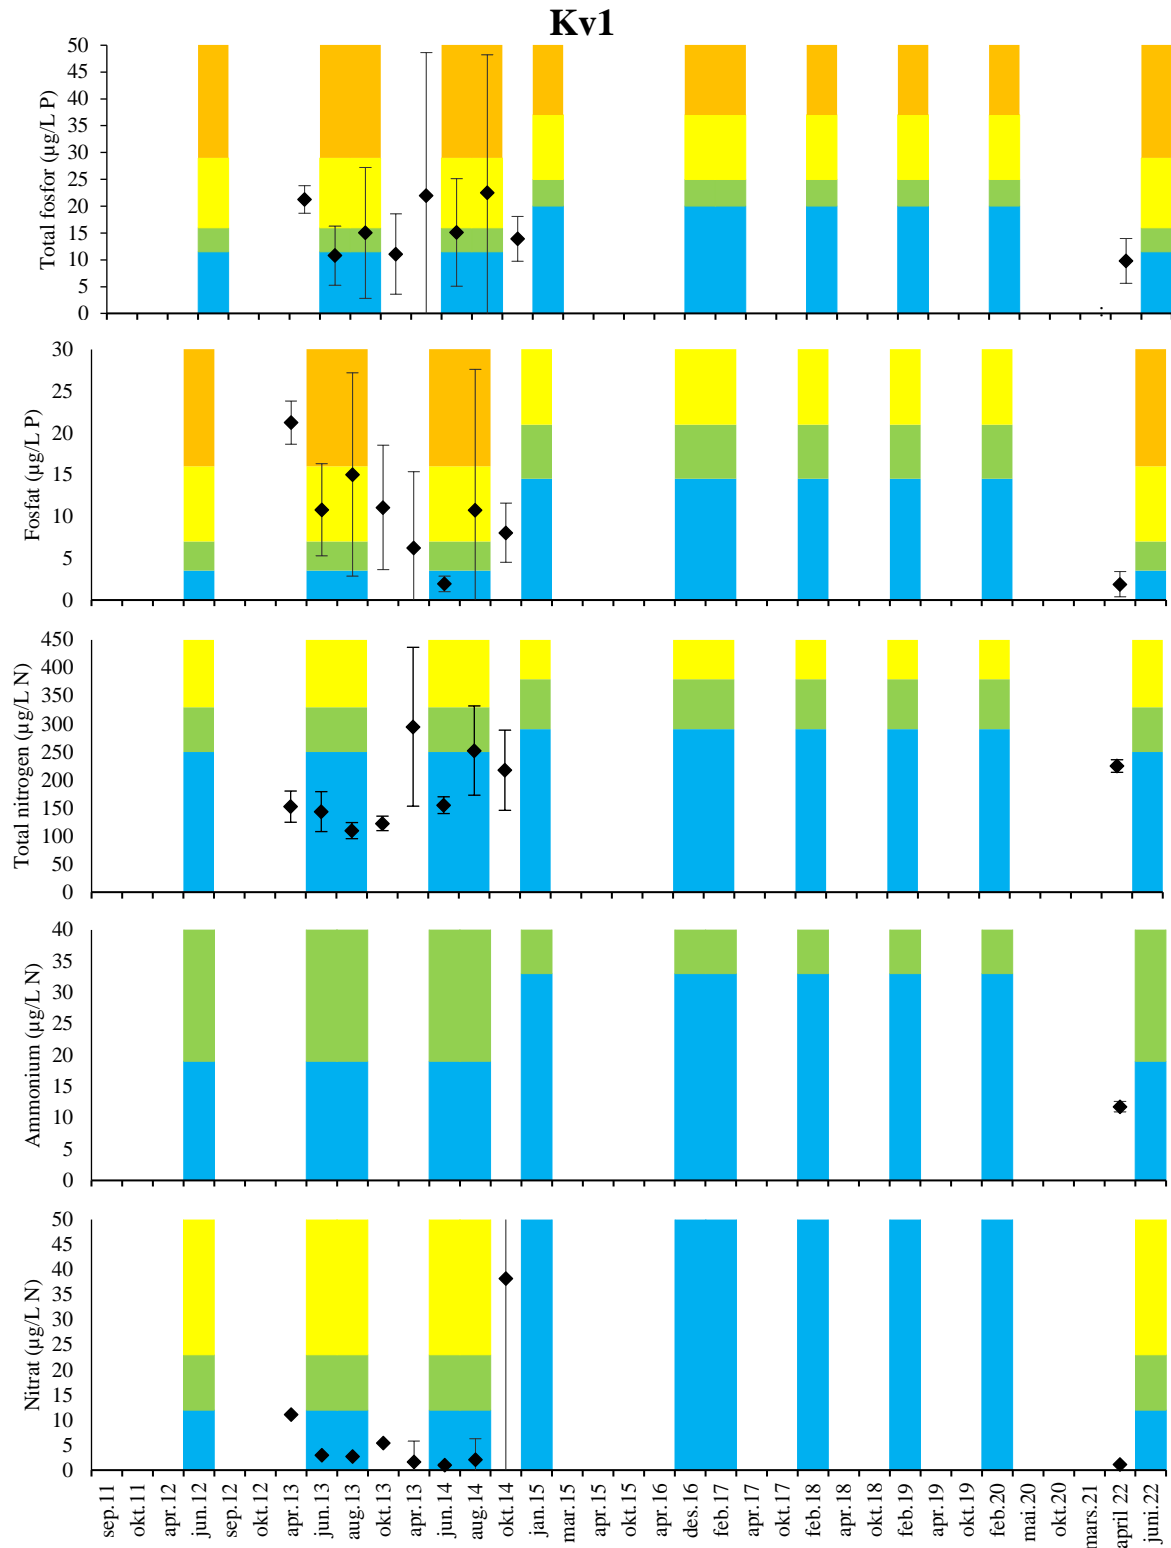 Kv1
Total fosfor (µg/L P)
50
45
40
35
30
25
20
15
10
5
0
:
Fosfat (µg/L P)
30
25
20
15
10
5
0
Total nitrogen (µg/L N)
450
400
350
300
250
200
150
100
50
0
Ammonium (µg/L N)
40
35
30
25
20
15
10
5
0
Nitrat (µg/L N)
50
45
40
35
30
25
20
15
10
5
0
sep.11
okt.11
apr.12
jun.12
sep.12
okt.12
apr.13
jun.13
aug.13
okt.13
apr.13
jun.14
aug.14
okt.14
jan.15
mar.15
apr.15
okt.15
apr.16
des.16
feb.17
apr.17
okt.17
feb.18
apr.18
okt.18
feb.19
apr.19
okt.19
feb.20
mai.20
okt.20
mars.21
april 22
juni.22